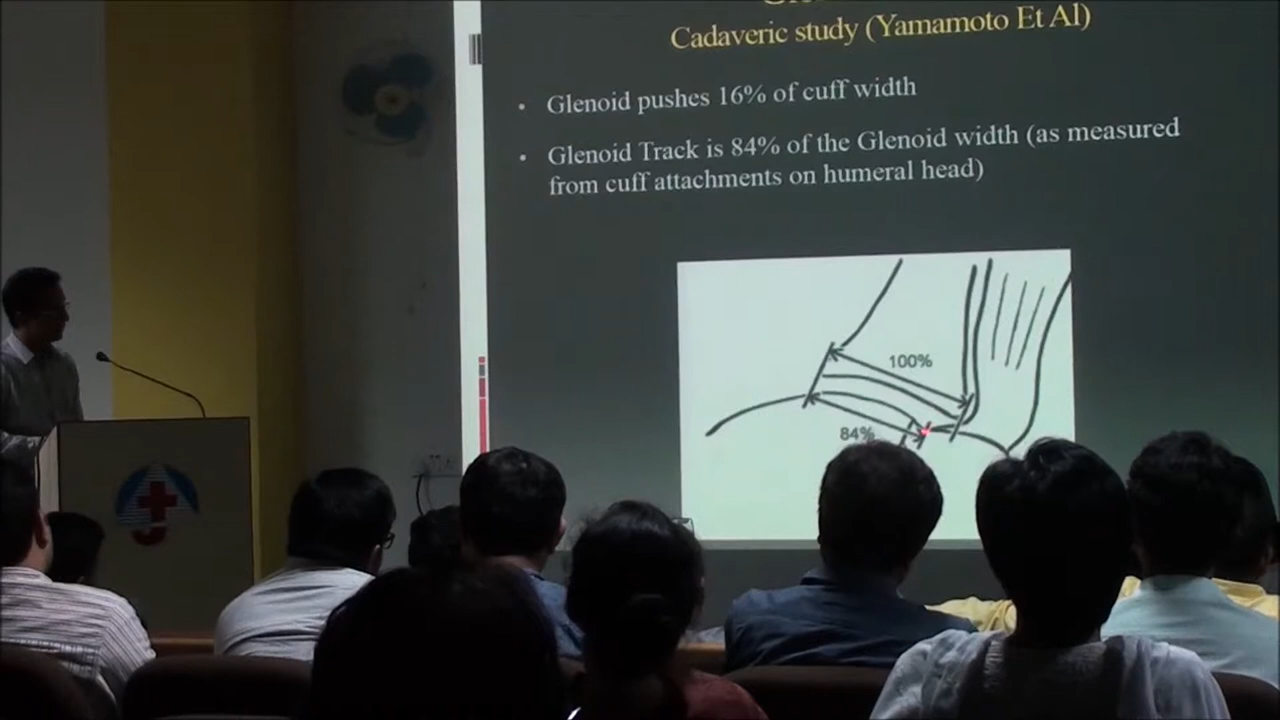 Cadaveric study (Yamamoto Et Al)
• Glenoid pushes 16% of cuff width
• Glenoid Track is 84% of the Glenoid width (as measured
from cuff attachments on humeral head)
100%
84%